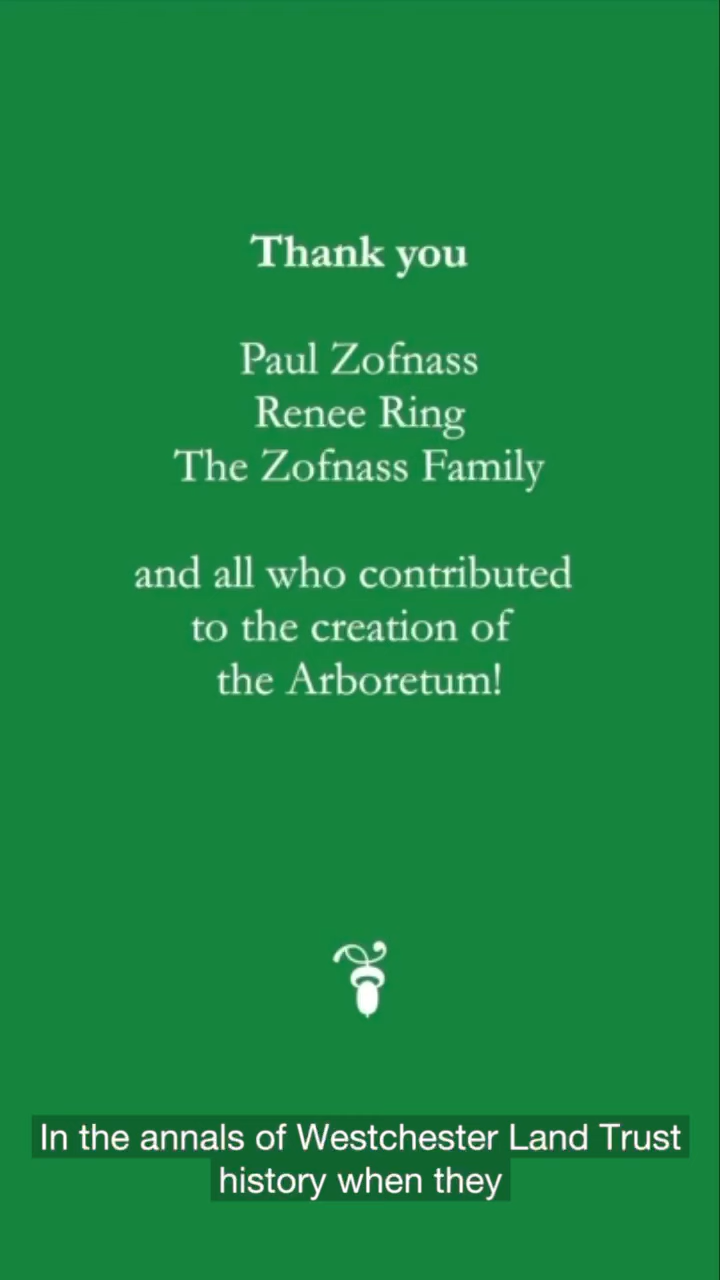 Thank you
Paul Zofnass
Renee Ring
The Zofnass Family
and all who contributed
to the creation of
the Arboretum!
In the annals of Westchester Land Trust
history when they